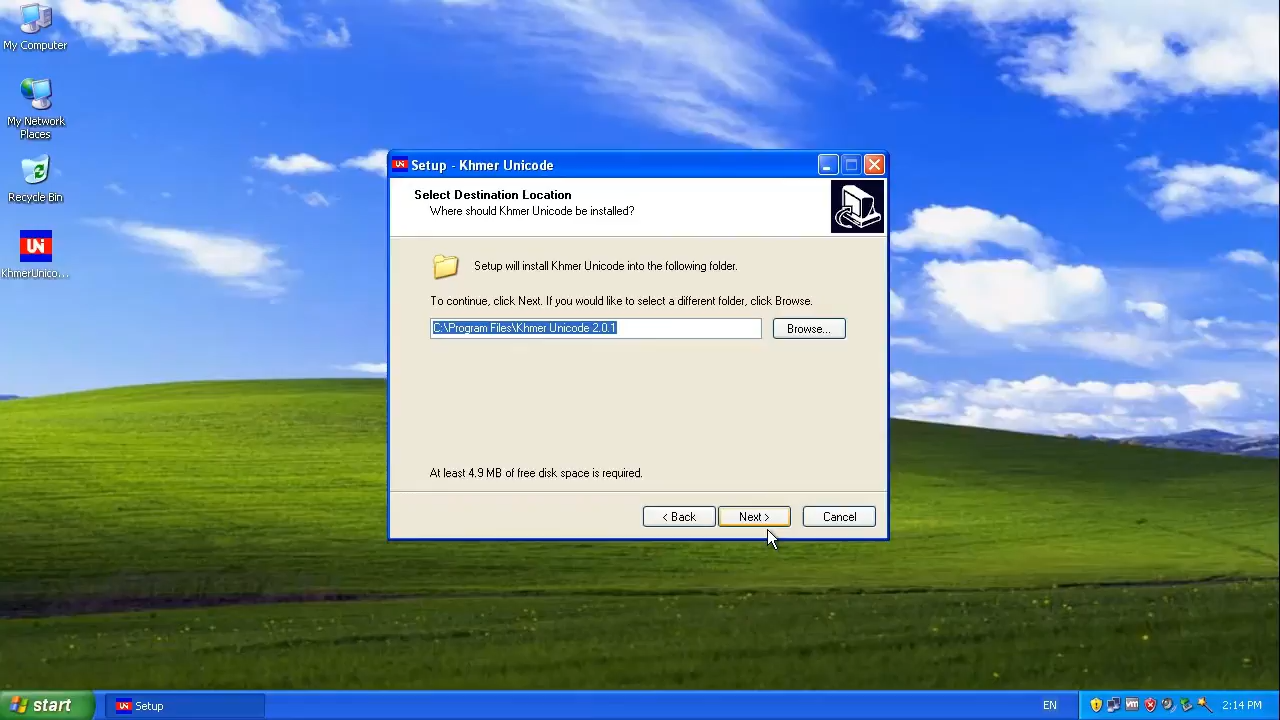 My Computer
My Network
Places
Recycle Bin
UNi
KhmerUnico...
UNi Setup - Khmer Unicode
Select Destination Location
Where should Khmer Unicode be installed?
Setup will install Khmer Unicode into the following folder.
To continue, click Next. If you would like to select a different folder, click Browse.
C:\Program Files\Khmer Unicode 2.0.1
Browse...
At least 4.9 MB of free disk space is required.
< Back
Next >
Cancel
start
UNi Setup
EN
2:14 PM